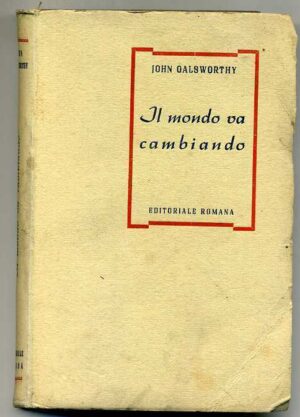 JOHN GALSWORTHY
Il mondo va
cambiando
EDITORIALE ROMANA